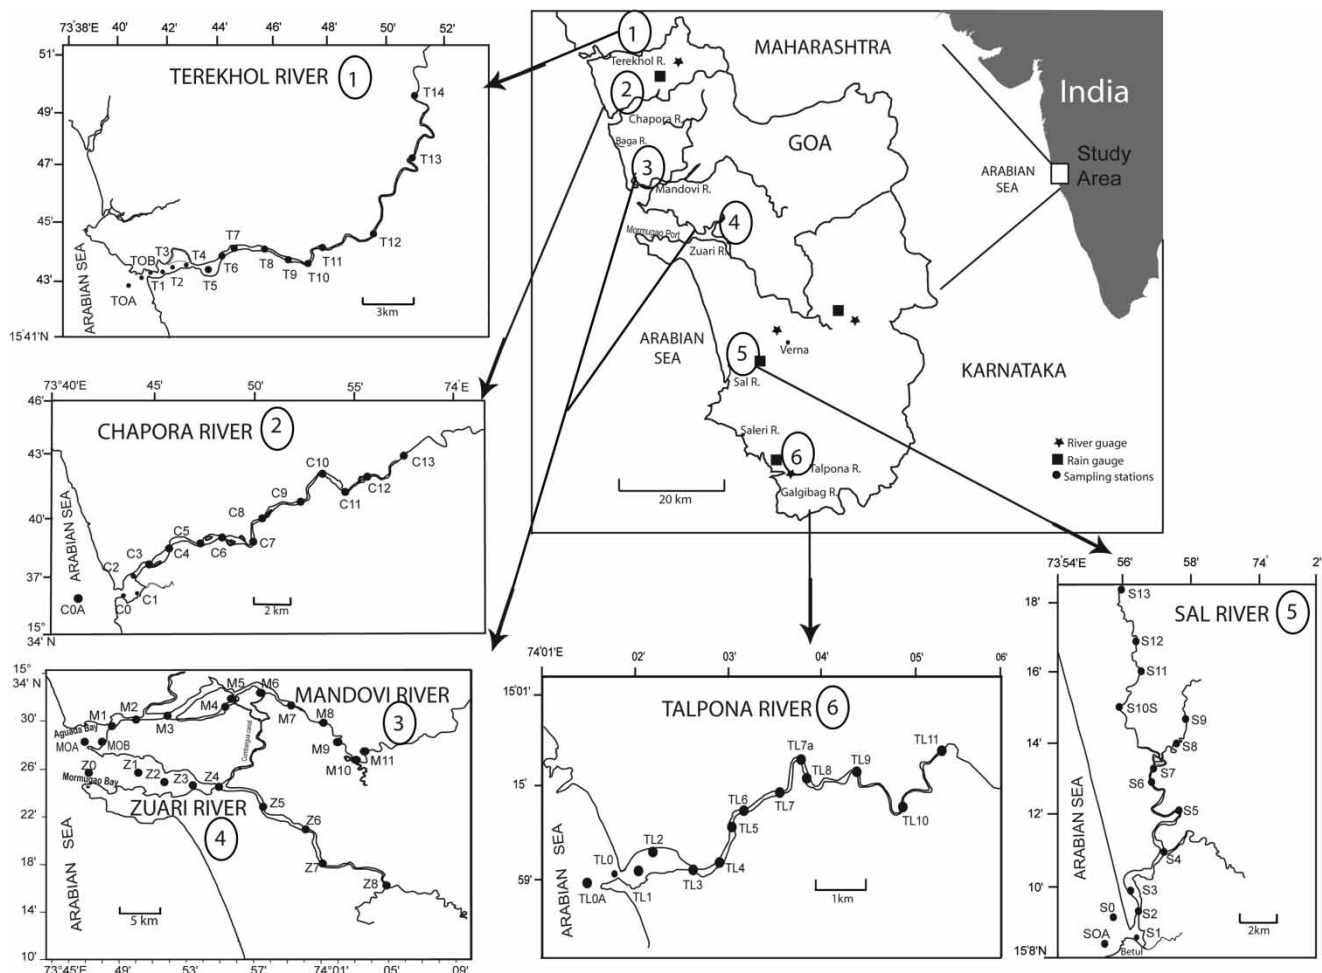 73°38'E 40' 42' 44' 46' 48' 50' 52'
51'
49'
47'
45'
43'
15°41'N
TEREKHOL RIVER 1
ARABIAN SEA
TOA
TOB
T1
T2
T3
T4
T5
T6
T7
T8
T9
T10
T11
T12
T13
T14
3km
MAHARASHTRA
GOA
KARNATAKA
India
Study
Area
ARABIAN
SEA
ARABIAN
SEA
1
Terekhol R.
2
Chapora R.
Baga R.
3
Mandovi R.
4
Mormugao Port
Zuari R.
Verna
5
Sal R.
Saleri R.
6
Talpona R.
Galgibag R.
20 km
River guage
Rain gauge
Sampling stations
73°40'E 45' 50' 55' 74°E
46'
43'
40'
37'
15°
34'N
CHAPORA RIVER 2
ARABIAN SEA
C0A
C0
C1
C2
C3
C4
C5
C6
C7
C8
C9
C10
C11
C12
C13
2 km
15°
34'N
30'
26'
22'
18'
14'
10'
73°45'E 49' 53' 57' 74°01' 05' 09'
MANDOVI RIVER
3
ZUARI RIVER
4
Aguada Bay
Mormugao Bay
Cumbarjua canal
ARABIAN SEA
MOA
MOB
M1
M2
M3
M4
M5
M6
M7
M8
M9
M10
M11
Z0
Z1
Z2
Z3
Z4
Z5
Z6
Z7
Z8
5 km
74°01'E 02' 03' 04' 05' 06'
15°01'
15'
59'
TALPONA RIVER 6
ARABIAN SEA
TL0A
TL0
TL1
TL2
TL3
TL4
TL5
TL6
TL7
TL7a
TL8
TL9
TL10
TL11
1km
73°54'E 56' 58' 74° 2'
18'
16'
14'
12'
10'
15°8'N
SAL RIVER 5
ARABIAN SEA
S13
S12
S11
S10S
S9
S8
S7
S6
S5
S4
S3
S2
S1
S0
SOA
Betul
2km